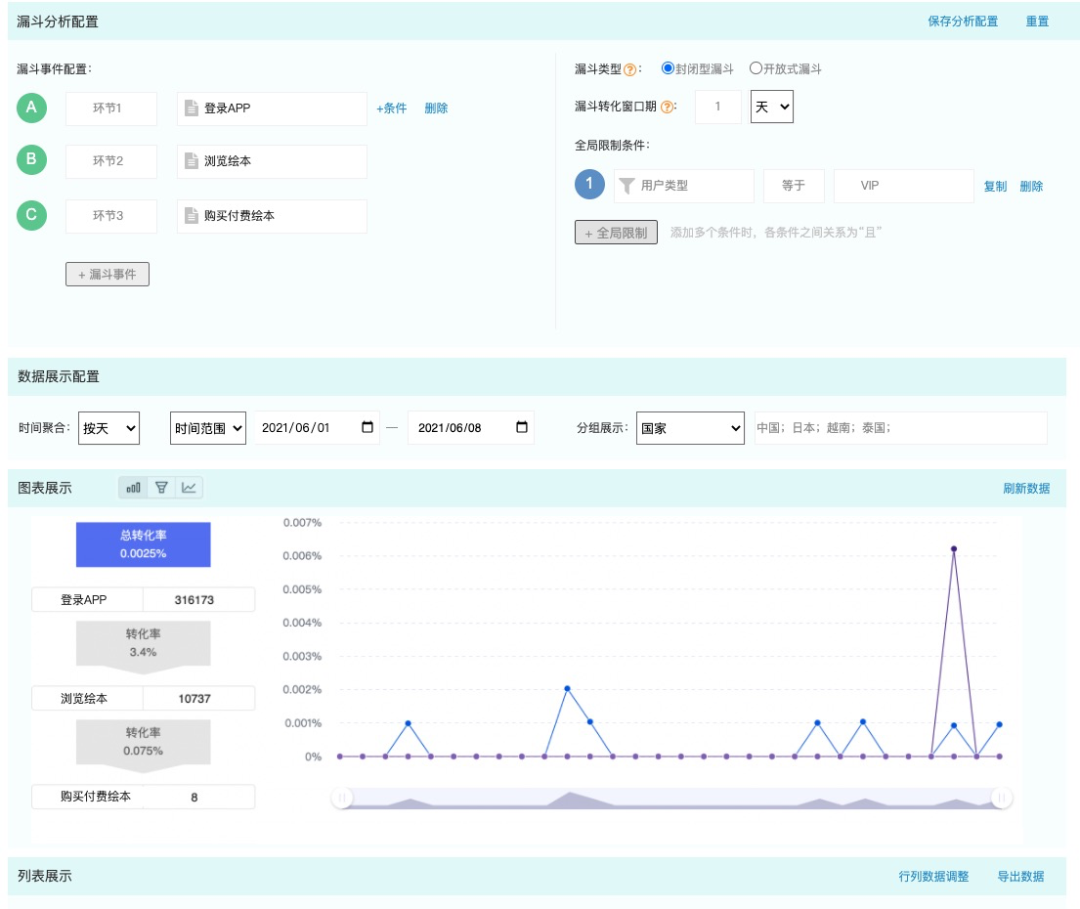 漏斗分析配置 保存分析配置 重置
漏斗事件配置: 漏斗类型?: 封闭型漏斗 开放式漏斗
A 环节1 登录APP +条件 删除
漏斗转化窗口期?: 1 天
全局限制条件:
B 环节2 浏览绘本
1 用户类型 等于 VIP 复制 删除
C 环节3 购买付费绘本
+ 全局限制 添加多个条件时，各条件之间关系为"且"
+ 漏斗事件
数据展示配置
时间聚合: 按天 时间范围 2021/06/01 — 2021/06/08 分组展示: 国家 中国；日本；越南；泰国；
图表展示 刷新数据
总转化率
0.0025%
登录APP 316173
转化率
3.4%
浏览绘本 10737
转化率
0.075%
购买付费绘本 8
0.007%
0.006%
0.005%
0.004%
0.003%
0.002%
0.001%
0%
列表展示 行列数据调整 导出数据